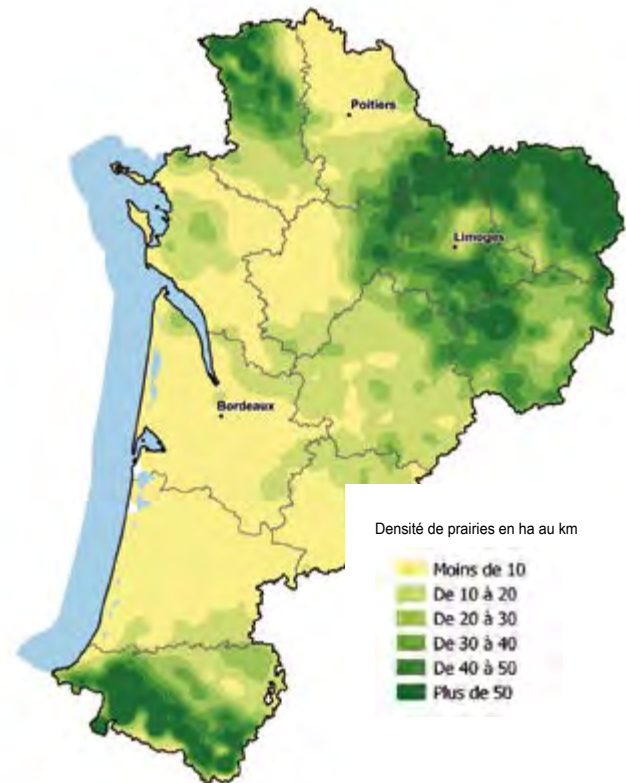 Poitiers
Limoges
Bordeaux
Densité de prairies en ha au km
Moins de 10
De 10 à 20
De 20 à 30
De 30 à 40
De 40 à 50
Plus de 50